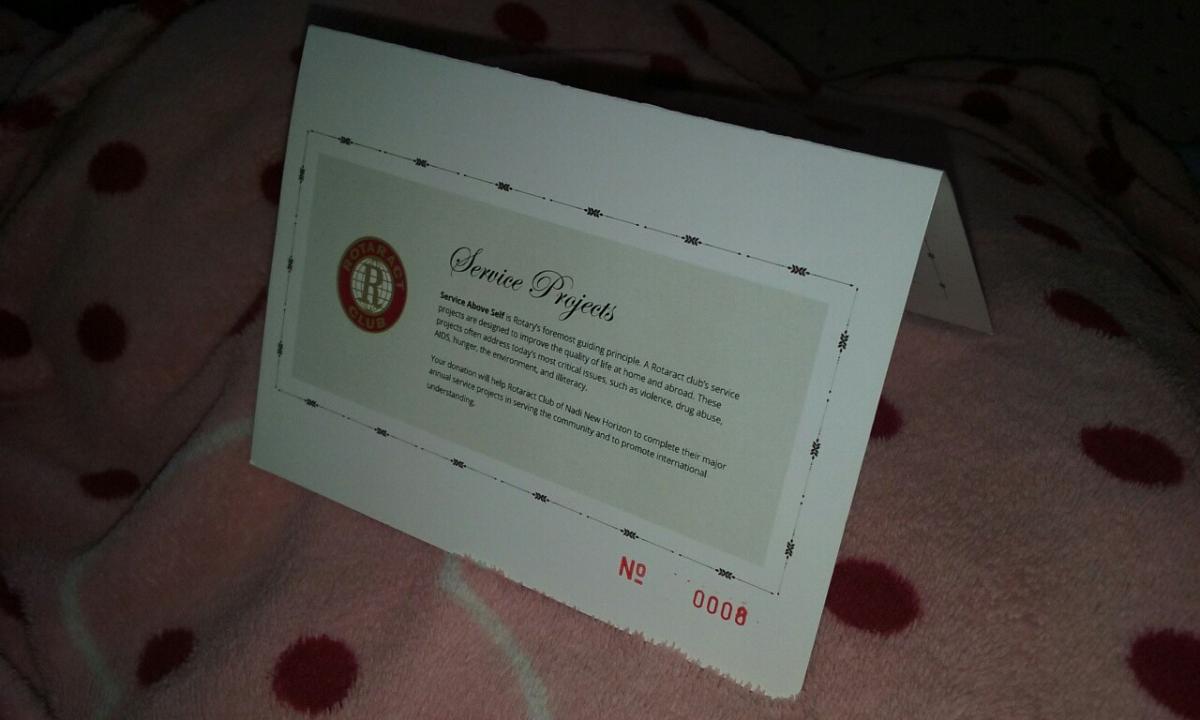 ROTARACT
R
CLUB
Service Projects
Service Above Self is Rotary's foremost guiding principle. A Rotaract club's service
projects are designed to improve the quality of life at home and abroad. These
projects often address today's most critical issues, such as violence, drug abuse,
AIDS, hunger, the environment, and illiteracy.
Your donation will help Rotaract Club of Nadi New Horizon to complete their major
annual service projects in serving the community and to promote international
understanding.
Nº 0008